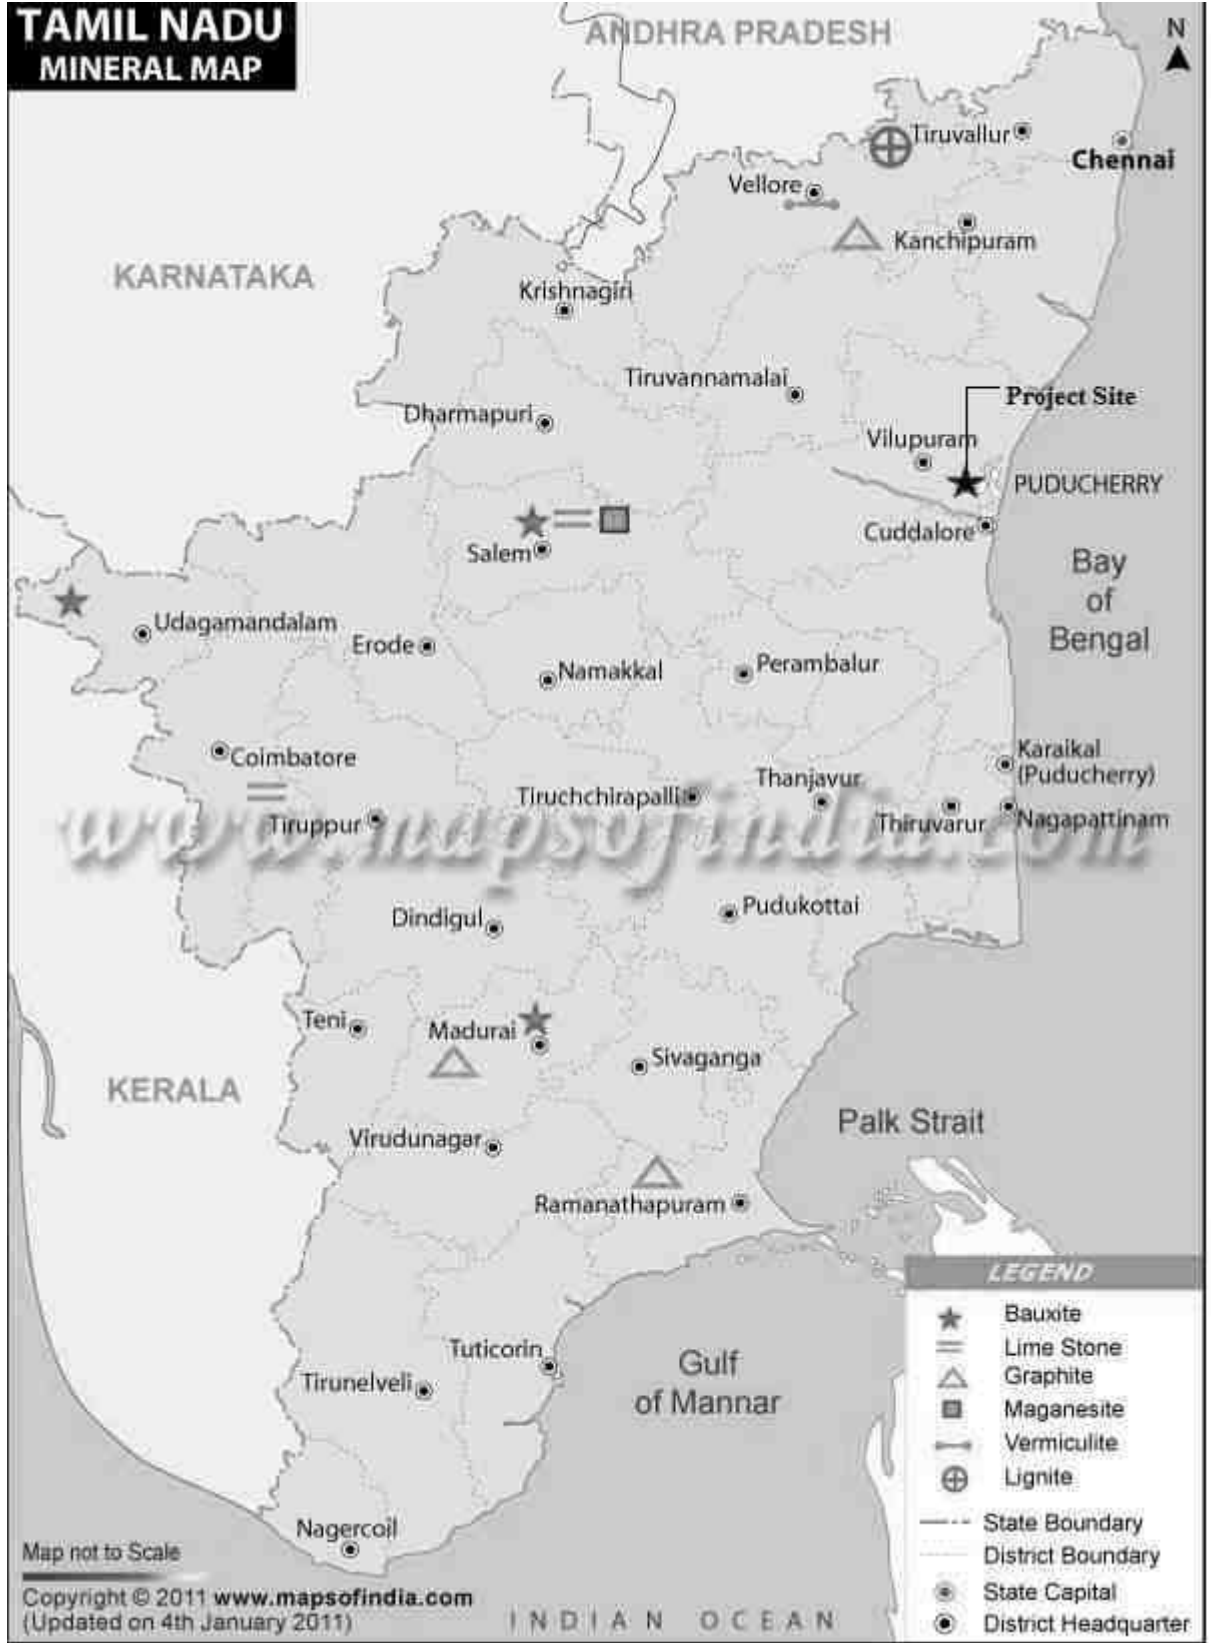 TAMIL NADU
MINERAL MAP
ANDHRA PRADESH
N
Tiruvallur
Chennai
Vellore
Kanchipuram
KARNATAKA
Krishnagiri
Tiruvannamalai
Project Site
Dharmapuri
Vilupuram
PUDUCHERRY
Cuddalore
Salem
Bay
of
Bengal
Udagamandalam
Erode
Namakkal
Perambalur
Coimbatore
Karaikal
(Puducherry)
Thanjavur
Tiruchchirapalli
Tiruppur
Thiruvarur
Nagapattinam
www.mapsofindia.com
Dindigul
Pudukottai
Teni
Madurai
Sivaganga
KERALA
Palk Strait
Virudunagar
Ramanathapuram
Tuticorin
Tirunelveli
Gulf
of Mannar
Nagercoil
LEGEND
Bauxite
Lime Stone
Graphite
Maganesite
Vermiculite
Lignite
State Boundary
District Boundary
State Capital
District Headquarter
Map not to Scale
Copyright © 2011 www.mapsofindia.com
(Updated on 4th January 2011)
INDIAN OCEAN